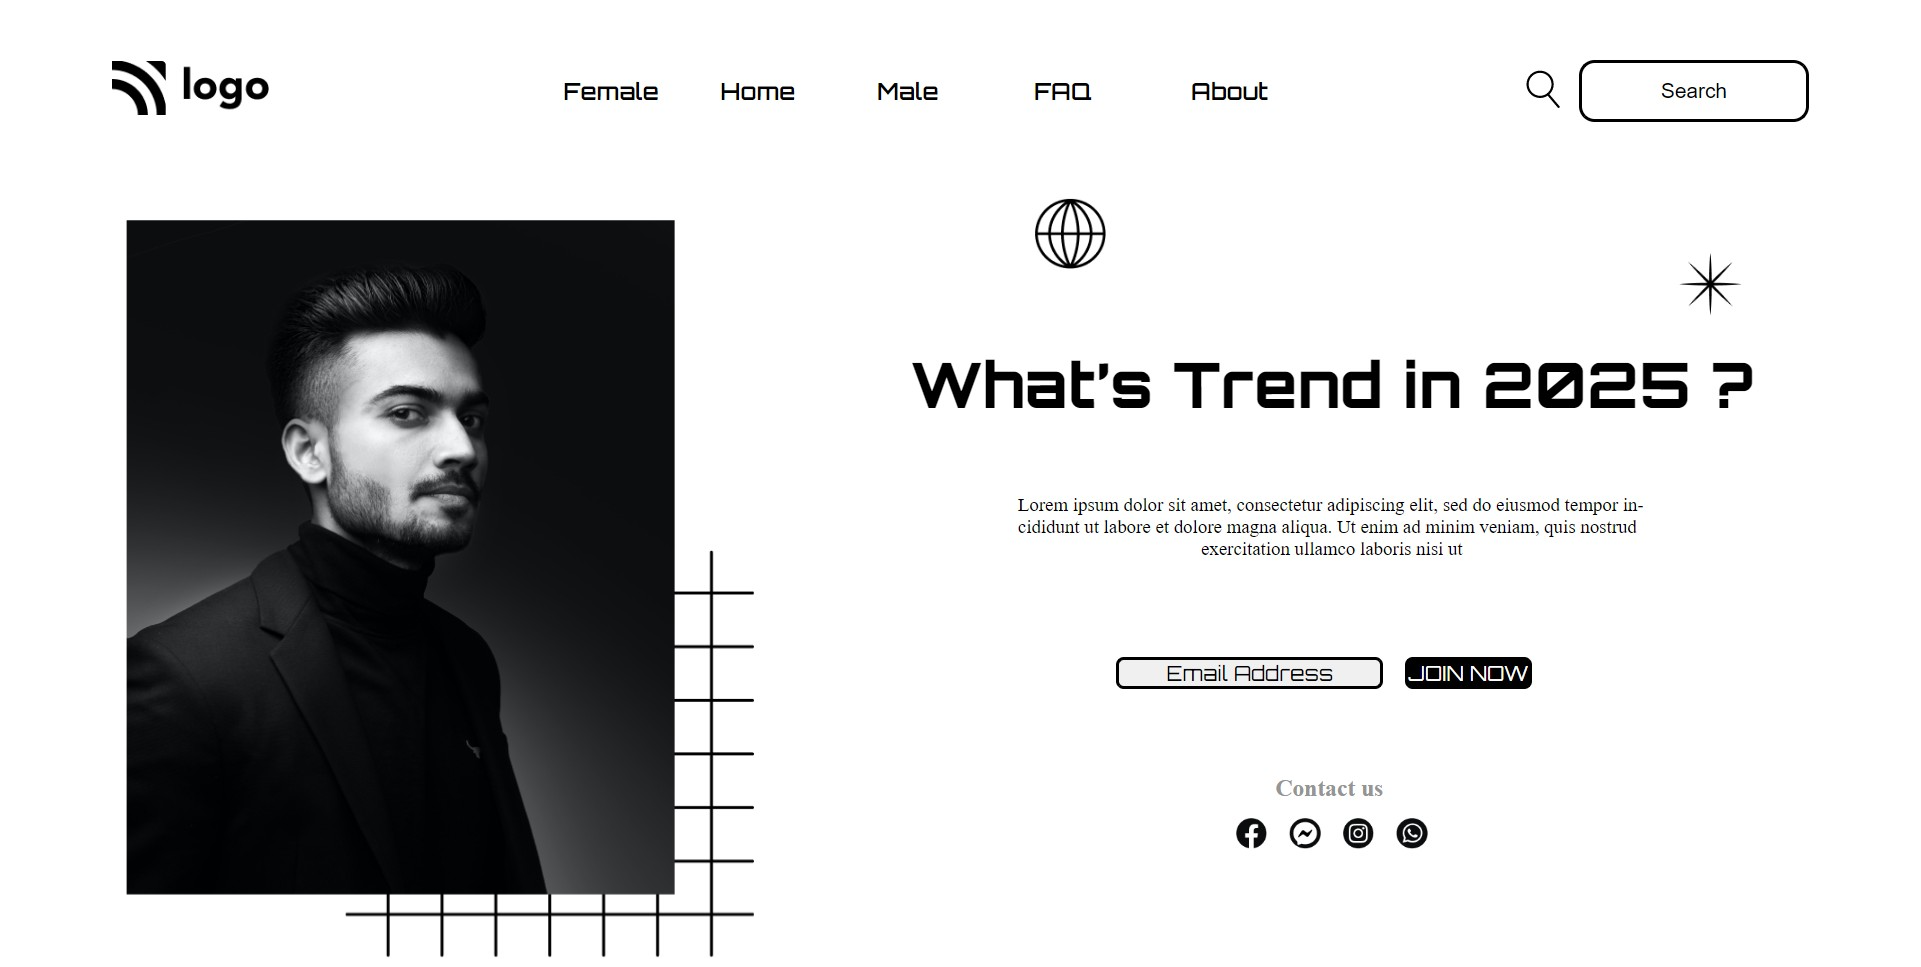 logo
Female Home Male FAQ About
Search
What's Trend in 2025 ?
Lorem ipsum dolor sit amet, consectetur adipiscing elit, sed do eiusmod tempor in-
cididunt ut labore et dolore magna aliqua. Ut enim ad minim veniam, quis nostrud
exercitation ullamco laboris nisi ut
Email Address JOIN NOW
Contact us